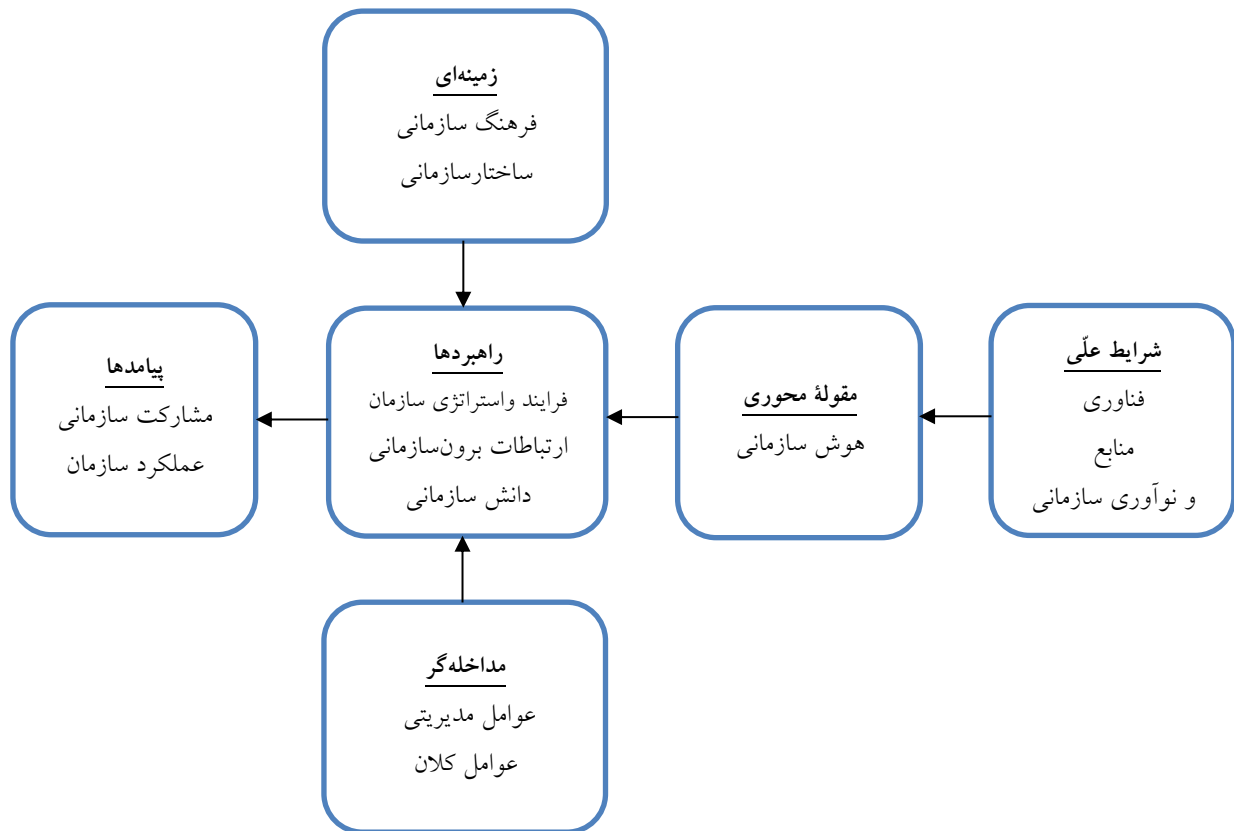 زمینه‌ای
فرهنگ سازمانی
ساختارسازمانی
شرایط علّی
فناوری
منابع
و نوآوری سازمانی
مقولۀ محوری
هوش سازمانی
راهبردها
فرایند واستراتژی سازمان
ارتباطات برون‌سازمانی
دانش سازمانی
پیامدها
مشارکت سازمانی
عملکرد سازمان
مداخله‌گر
عوامل مدیریتی
عوامل کلان